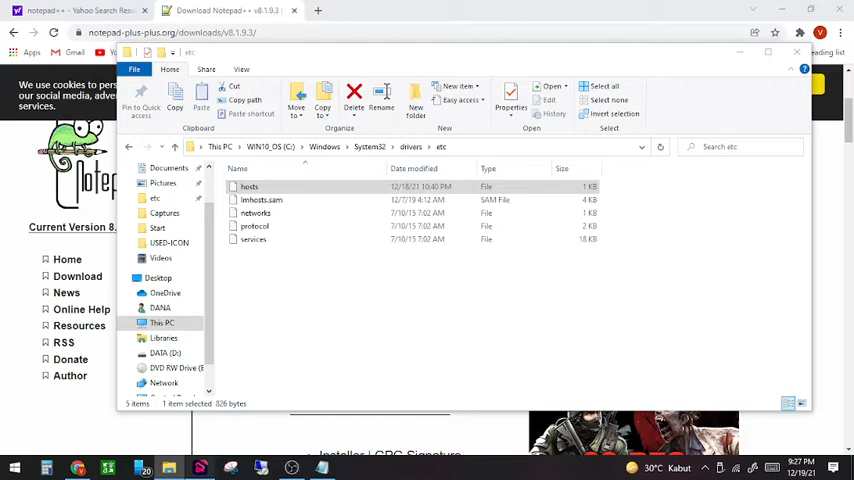 notepad++ - Yahoo Search Resu
Download Notepad++ v8.1.9.3 |
notepad-plus-plus.org/downloads/v8.1.9.3/
V
Apps
Gmail
ading list
We use cookies to pers
our social media, adve
services.
etc
File
Home
Share
View
Pin to Quick access
Copy
Paste
Cut
Copy path
Paste shortcut
Clipboard
Move to
Copy to
Delete
Rename
Organize
New folder
New item
Easy access
New
Properties
Open
Edit
History
Open
Select all
Select none
Invert selection
Select
This PC > WIN10_OS (C:) > Windows > System32 > drivers > etc
Search etc
Name
Date modified
Type
Size
hosts 12/18/21 10:40 PM File 1 KB
lmhosts.sam 12/7/19 4:12 AM SAM File 4 KB
networks 7/10/15 7:02 AM File 1 KB
protocol 7/10/15 7:02 AM File 2 KB
services 7/10/15 7:02 AM File 18 KB
Documents
Pictures
etc
Captures
Start
USED-ICON
Videos
Desktop
OneDrive
DANA
This PC
Libraries
DATA (D:)
DVD RW Drive (E
Network
5 items
1 item selected 826 bytes
Notep
Current Version 8.
Home
Download
News
Online Help
Resources
RSS
Donate
Author
Installer | GPG Signature
20
30°C Kabut
9:27 PM
12/19/21